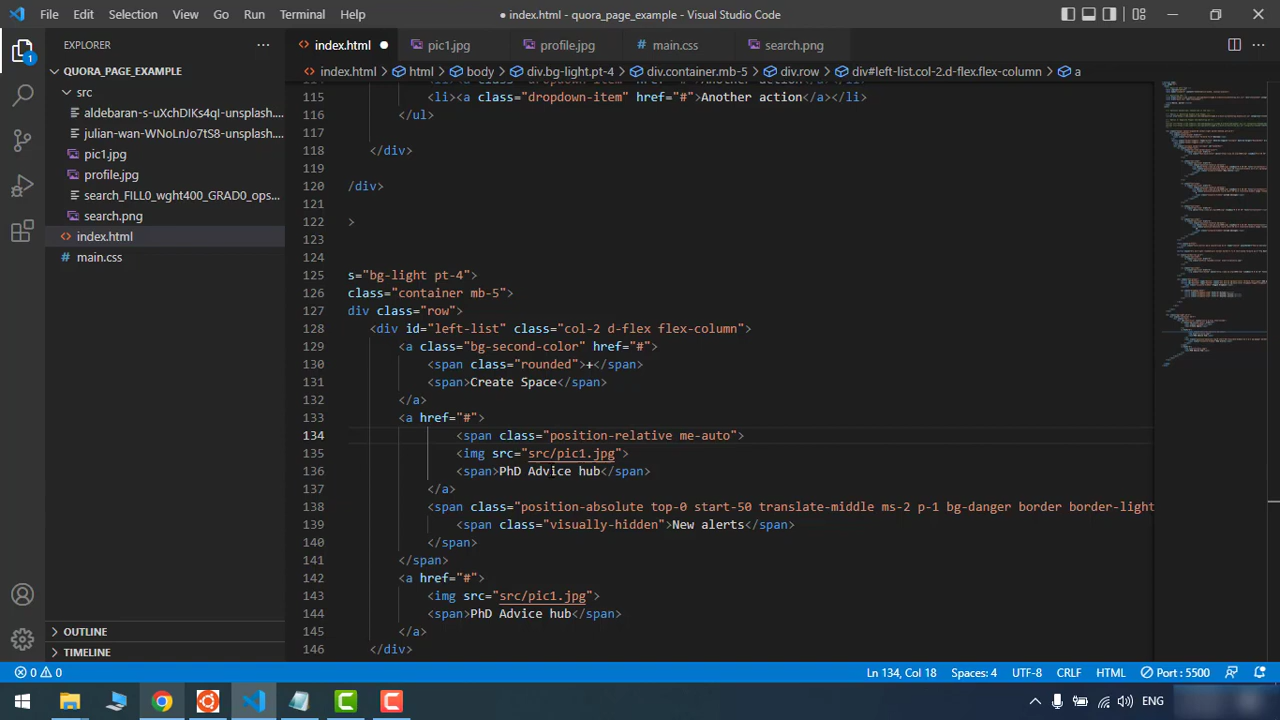 File Edit Selection View Go Run Terminal Help
● index.html - quora_page_example - Visual Studio Code
EXPLORER ···
index.html ● pic1.jpg profile.jpg # main.css search.png ···
QUORA_PAGE_EXAMPLE
<> index.html > html > body > div.bg-light.pt-4 > div.container.mb-5 > div.row > div#left-list.col-2.d-flex.flex-column > a
src
aldebaran-s-uXchDIKs4qI-unsplash....
julian-wan-WNoLnJo7tS8-unsplash....
pic1.jpg
profile.jpg
search_FILL0_wght400_GRAD0_ops...
search.png
<> index.html
# main.css
1
115 <li><a class="dropdown-item" href="#">Another action</a></li>
116 </ul>
117
118 </div>
119
120 /div>
121
122 >
123
124
125 s="bg-light pt-4">
126 class="container mb-5">
127 div class="row">
128 <div id="left-list" class="col-2 d-flex flex-column">
129 <a class="bg-second-color" href="#">
130 <span class="rounded">+</span>
131 <span>Create Space</span>
132 </a>
133 <a href="#">
134 <span class="position-relative me-auto">
135 <img src="src/pic1.jpg">
136 <span>PhD Advice hub</span>
137 </a>
138 <span class="position-absolute top-0 start-50 translate-middle ms-2 p-1 bg-danger border border-light
139 <span class="visually-hidden">New alerts</span>
140 </span>
141 </span>
142 <a href="#">
143 <img src="src/pic1.jpg">
144 <span>PhD Advice hub</span>
145 </a>
146 </div>
OUTLINE
TIMELINE
0 0 Ln 134, Col 18 Spaces: 4 UTF-8 CRLF HTML Port : 5500
ENG